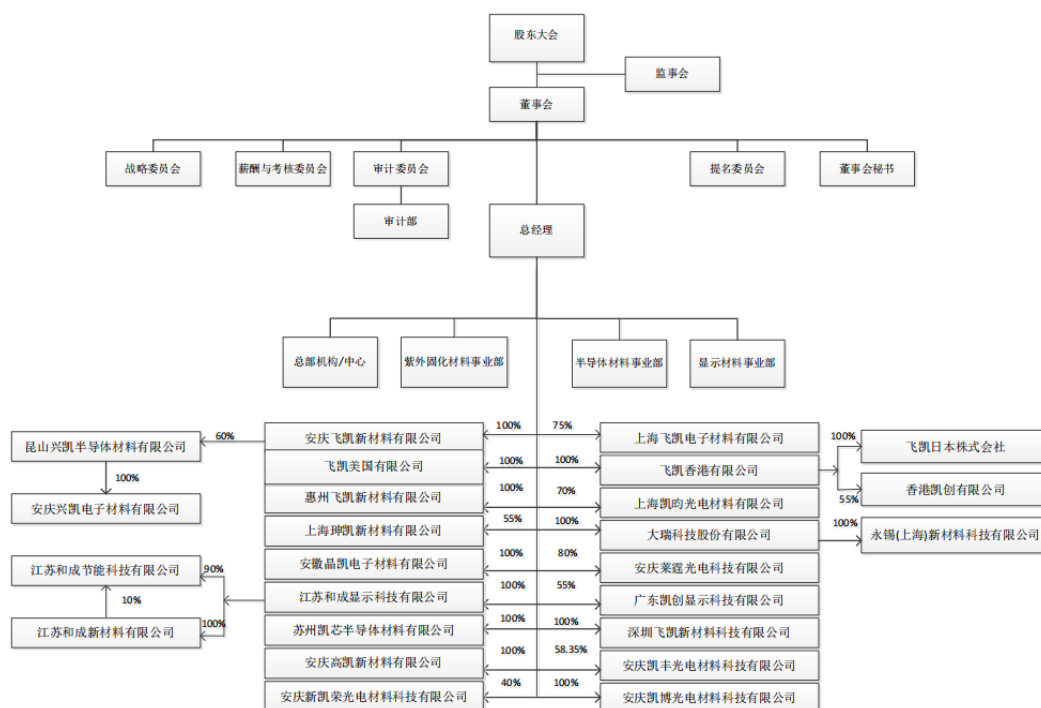 股东大会
监事会
董事会
战略委员会
薪酬与考核委员会
审计委员会
提名委员会
董事会秘书
审计部
总经理
总部机构/中心
紫外固化材料事业部
半导体材料事业部
显示材料事业部
昆山兴凯半导体材料有限公司
60%
安庆飞凯新材料有限公司
100%
75%
上海飞凯电子材料有限公司
100%
飞凯日本株式会社
飞凯美国有限公司
100%
100%
飞凯香港有限公司
100%
安庆兴凯电子材料有限公司
惠州飞凯新材料有限公司
100%
70%
上海凯昀光电材料有限公司
55%
香港凯创有限公司
上海珅凯新材料有限公司
55%
100%
大瑞科技股份有限公司
100%
永锡(上海)新材料科技有限公司
江苏和成节能科技有限公司
90%
安徽晶凯电子材料有限公司
100%
80%
安庆莱霆光电科技有限公司
10%
江苏和成显示科技有限公司
100%
55%
广东凯创显示科技有限公司
江苏和成新材料有限公司
100%
苏州凯芯半导体材料有限公司
100%
100%
深圳飞凯新材料科技有限公司
安庆高凯新材料有限公司
100%
58.35%
安庆凯丰光电材料科技有限公司
安庆新凯荣光电材料科技有限公司
40%
100%
安庆凯博光电材料科技有限公司